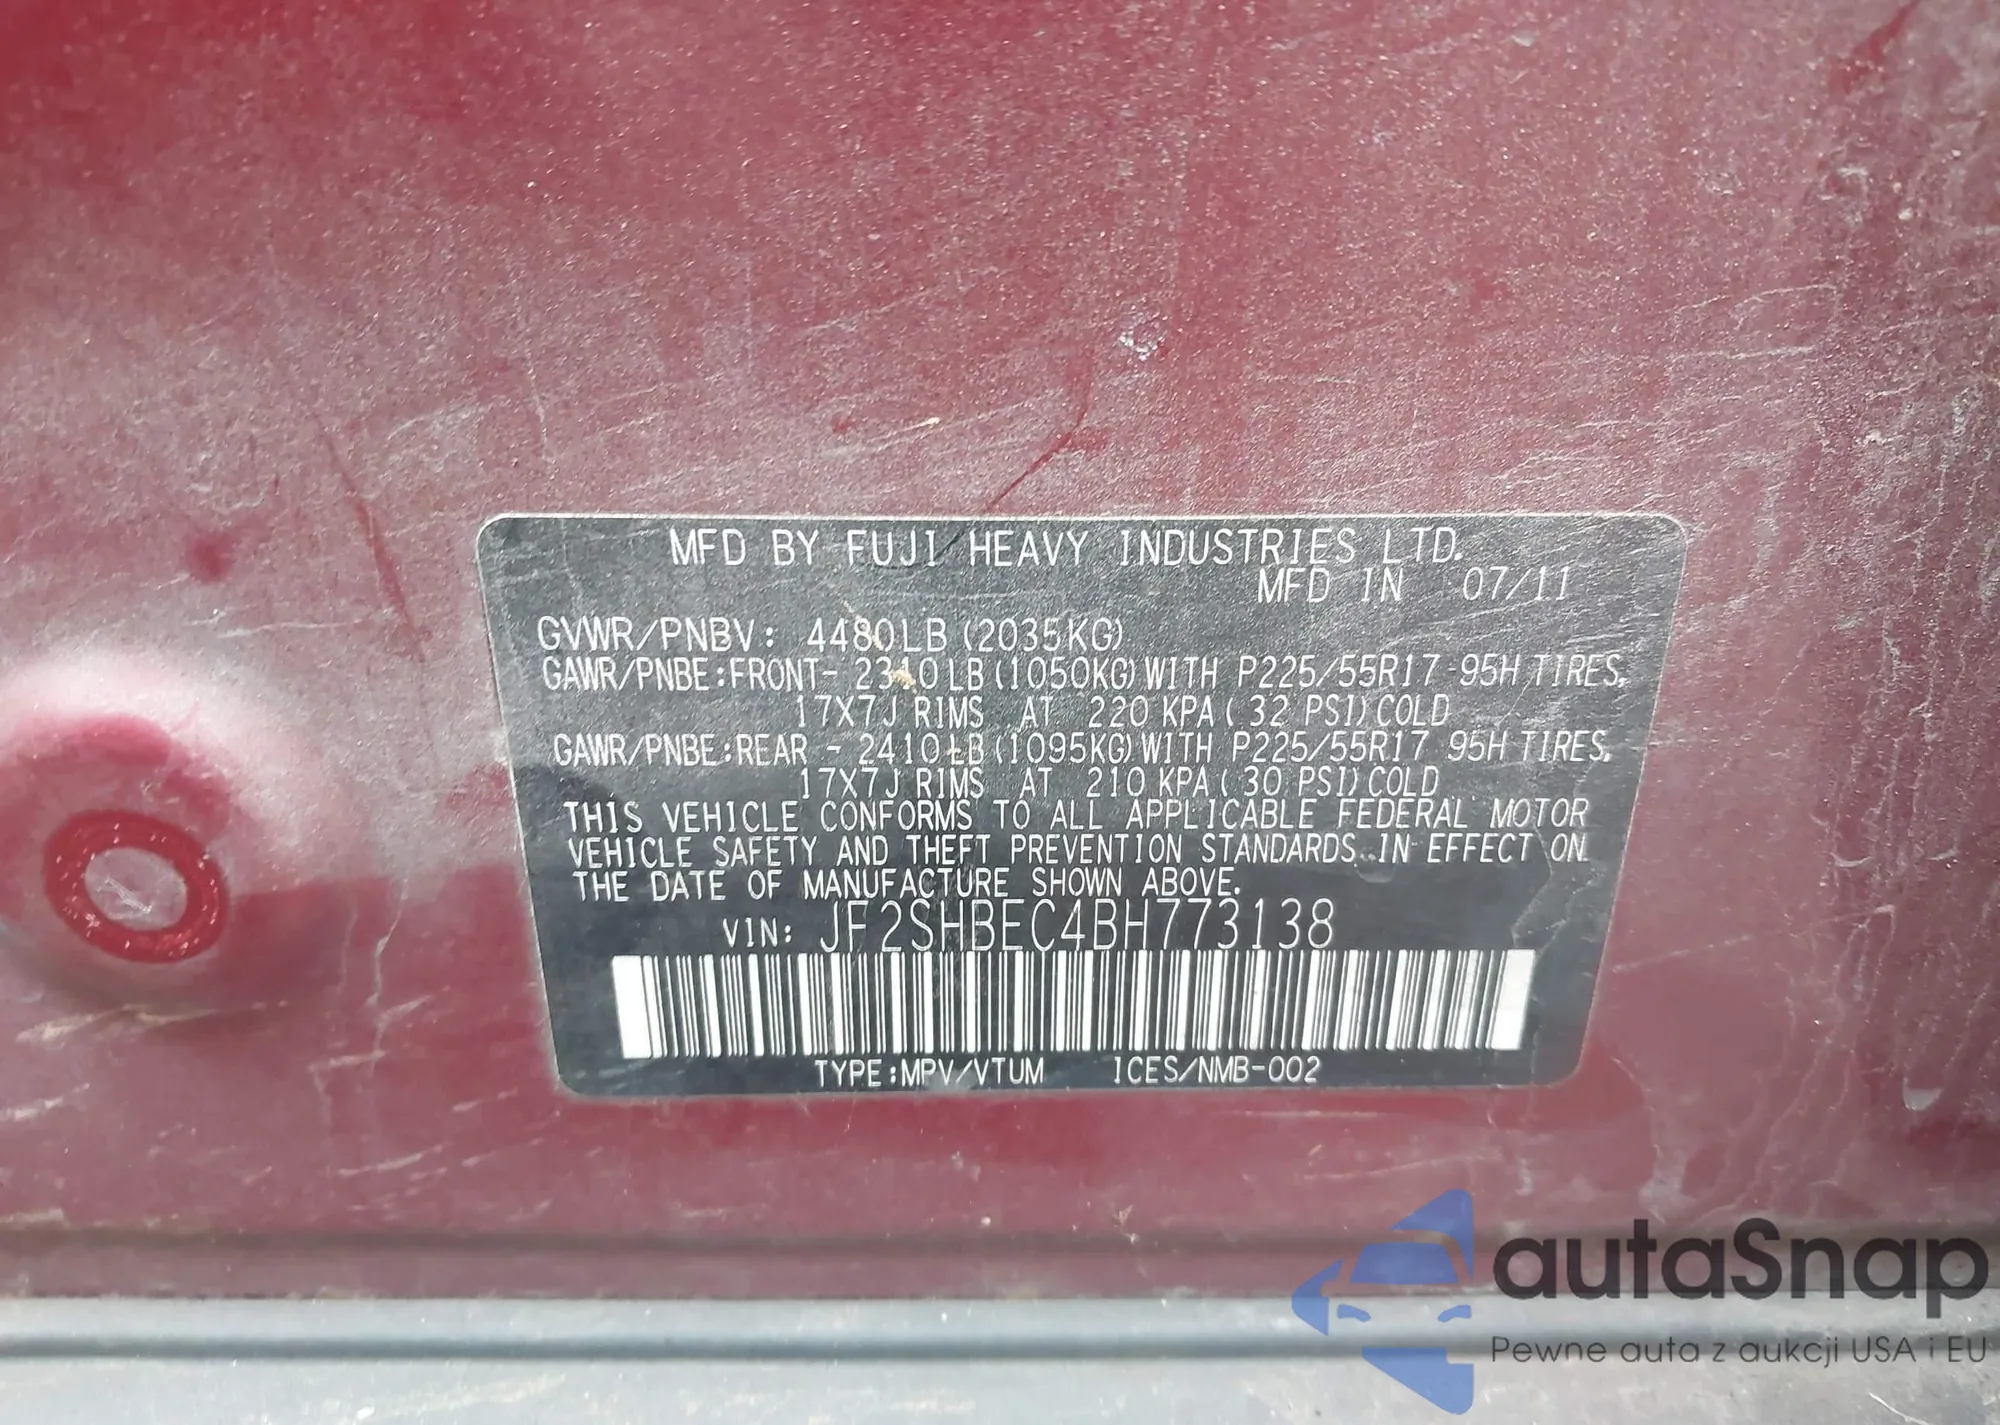 MFD BY FUJI HEAVY INDUSTRIES LTD.
MFD IN 07/11
GVWR/PNBV: 4480LB (2035KG)
GAWR/PNBE:FRONT- 2310LB (1050KG) WITH P225/55R17 95H TIRES,
17X7J RIMS AT 220 KPA ( 32 PSI) COLD
GAWR/PNBE:REAR - 2410LB (1095KG) WITH P225/55R17 95H TIRES,
17X7J RIMS AT 210 KPA ( 30 PSI) COLD
THIS VEHICLE CONFORMS TO ALL APPLICABLE FEDERAL MOTOR
VEHICLE SAFETY AND THEFT PREVENTION STANDARDS IN EFFECT ON
THE DATE OF MANUFACTURE SHOWN ABOVE.
VIN: JF2SHBEC4BH773138
TYPE:MPV/VTUM ICES/NMB-002
autaSnap
Pewne auta z aukcji USA i EU